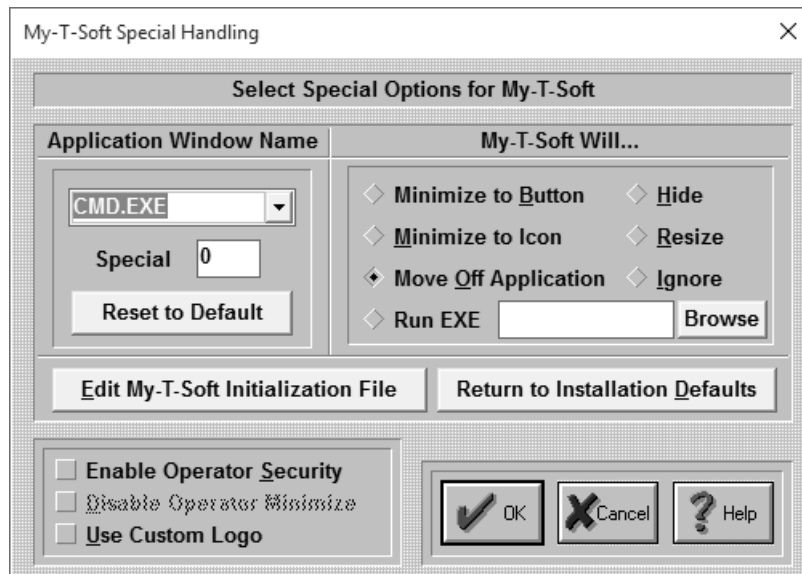 My-T-Soft Special Handling
Select Special Options for My-T-Soft
Application Window Name
My-T-Soft Will...
CMD.EXE
Special 0
Reset to Default
Minimize to Button
Hide
Minimize to Icon
Resize
Move Off Application
Ignore
Run EXE
Browse
Edit My-T-Soft Initialization File
Return to Installation Defaults
Enable Operator Security
Disable Operator Minimize
Use Custom Logo
OK
Cancel
Help